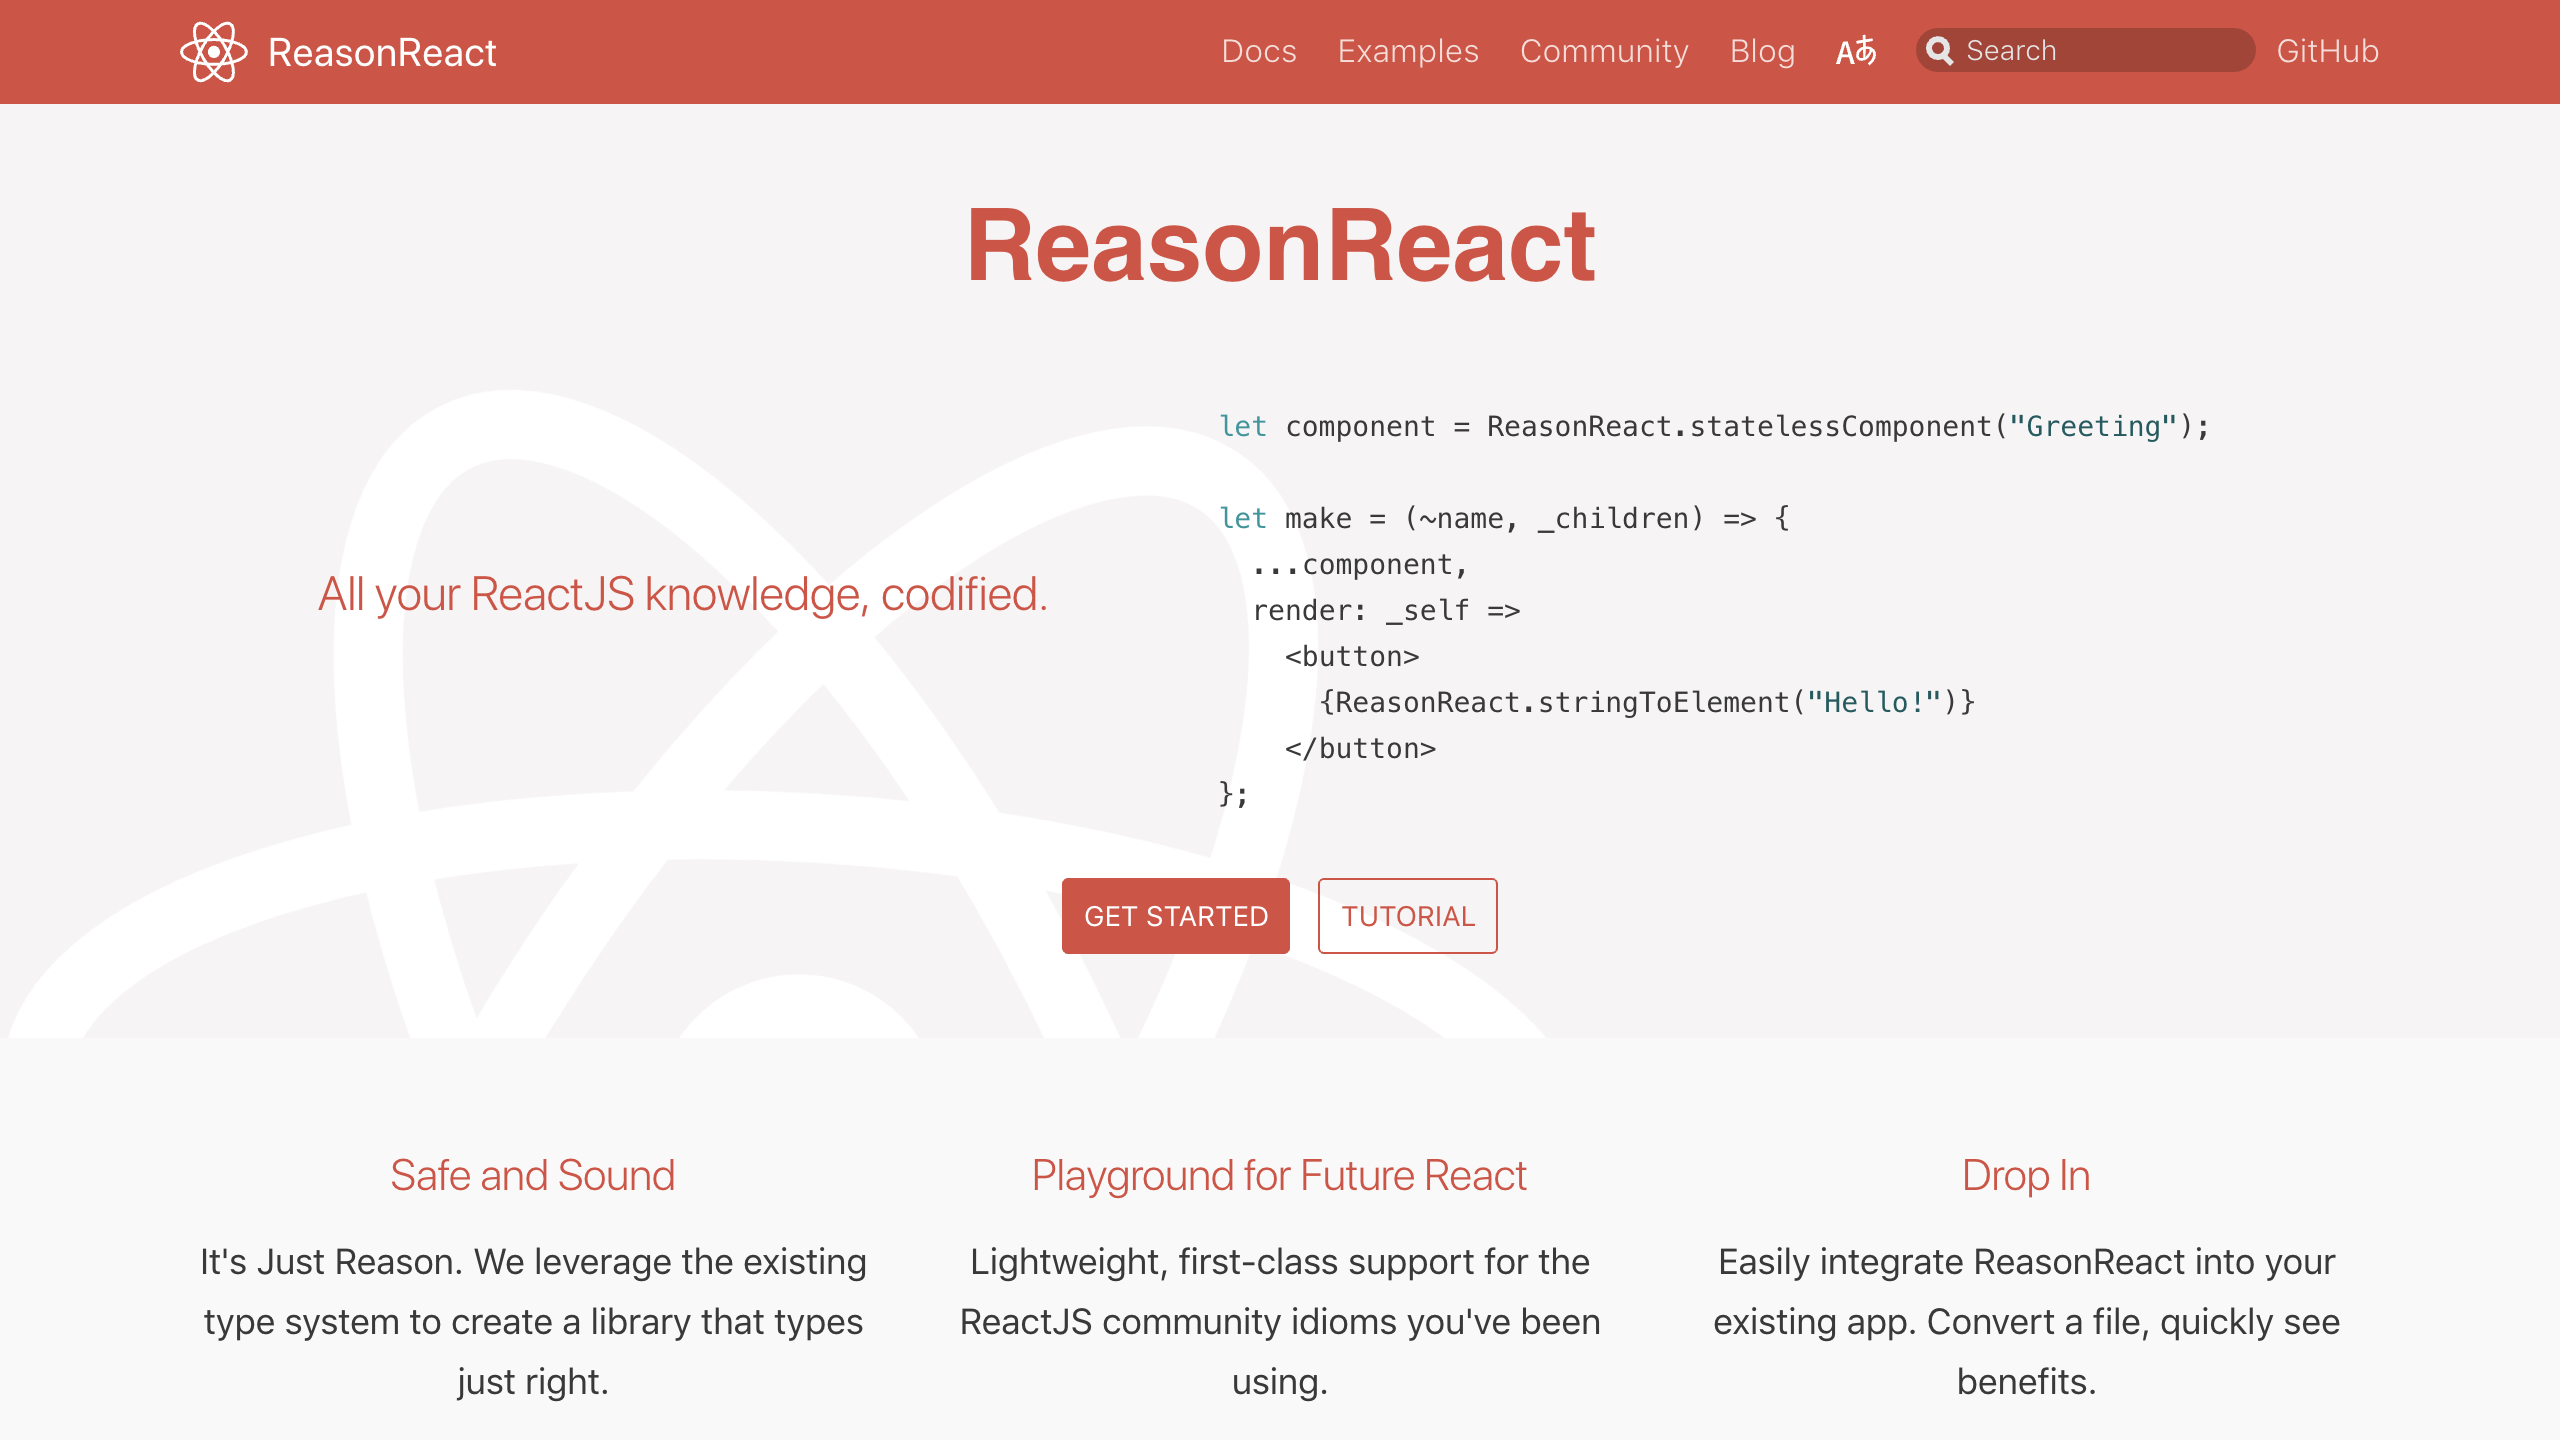 ReasonReact
Docs
Examples
Community
Blog
Aあ
Search
GitHub
ReasonReact
All your ReactJS knowledge, codified.
let component = ReasonReact.statelessComponent("Greeting");
let make = (~name, _children) => {
  ...component,
  render: _self =>
    <button>
      {ReasonReact.stringToElement("Hello!")}
    </button>
};
GET STARTED
TUTORIAL
Safe and Sound
It's Just Reason. We leverage the existing
type system to create a library that types
just right.
Playground for Future React
Lightweight, first-class support for the
ReactJS community idioms you've been
using.
Drop In
Easily integrate ReasonReact into your
existing app. Convert a file, quickly see
benefits.